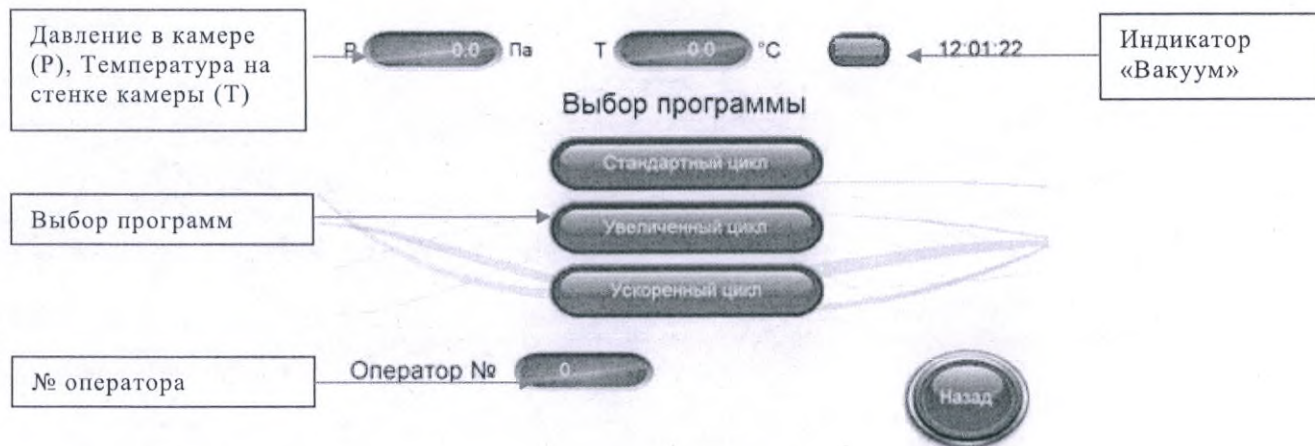 Давление в камере
(Р), Температура на
стенке камеры (Т)
P 0.0 Па T 0.0 °C 12:01:22
Индикатор
«Вакуум»
Выбор программы
Стандартный цикл
Выбор программ
Увеличенный цикл
Ускоренный цикл
№ оператора
Оператор № 0
Назад